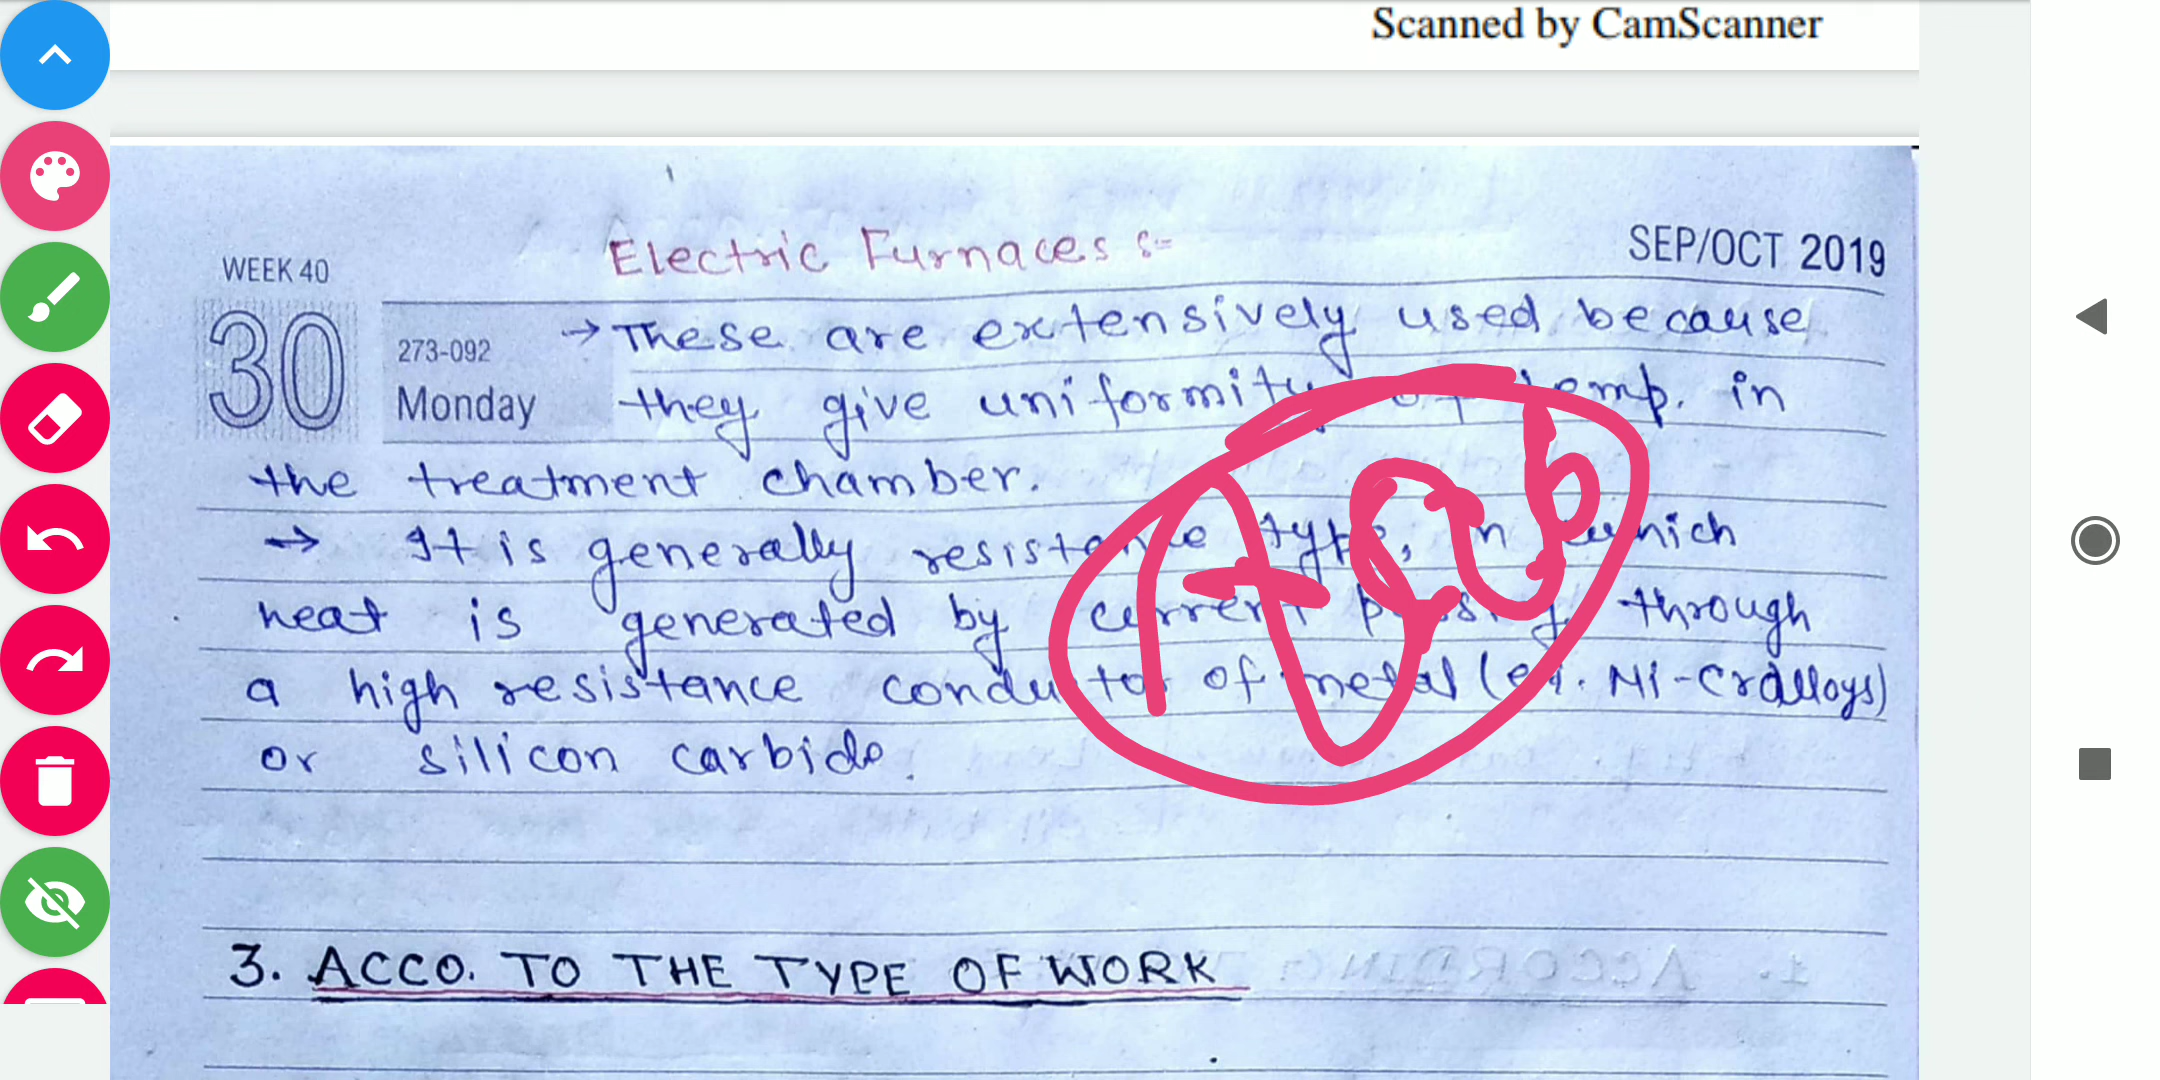 Scanned by CamScanner
Electric Furnaces :-
WEEK 40
SEP/OCT 2019
30
273-092
Monday
→ These are extensively used because
they give uniformity of temp. in
the treatment chamber.
→ It is generally resistance type, in which
heat is generated by current passing through
a high resistance conductor of metal (ex. Ni-Cr alloys)
or silicon carbide.
3. ACCO. TO THE TYPE OF WORK